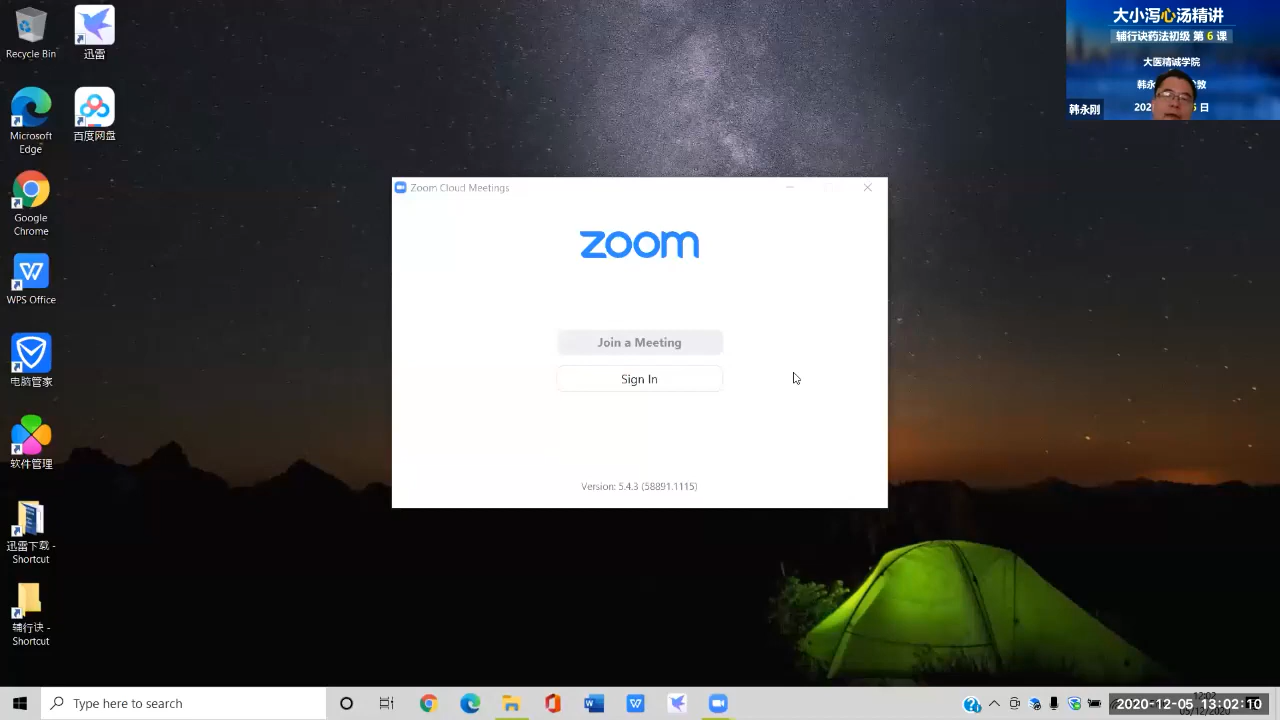 Recycle Bin
迅雷
Microsoft
Edge
百度网盘
Google
Chrome
WPS Office
电脑管家
软件管理
迅雷下载 -
Shortcut
辅行诀 -
Shortcut
Zoom Cloud Meetings
zoom
Join a Meeting
Sign In
Version: 5.4.3 (58891.1115)
大小泻心汤精讲
辅行诀药法初级 第 6 课
大医精诚学院
韩永刚
Type here to search
12:02
2020-12-05 13:02:10